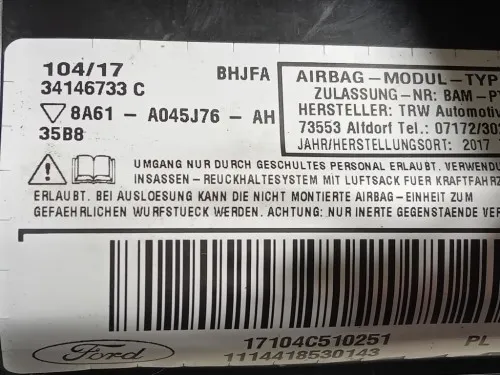 104/17
34146733 C
8A61 - A045J76 - AH
35B8
BHJFA
AIRBAG-MODUL-TYP
ZULASSUNG-NR: BAM-PT
HERSTELLER: TRW Automotiv
73553 Alfdorf Tel.: 07172/302
JAHR/HERSTELLUNGSORT: 2017
UMGANG NUR DURCH GESCHULTES PERSONAL ERLAUBT. VERWENDU
INSASSEN-REUCKHALTESYSTEM MIT LUFTSACK FUER KRAFTFAHRZ
ERLAUBT. BEI AUSLOESUNG KANN DIE NICHT MONTIERTE AIRBAG-EINHEIT ZUM
GEFAEHRLICHEN WURFSTUECK WERDEN. ACHTUNG: NUR INERTE GEGENSTAENDE VER
17104C510251
PL
Ford
1114418530143